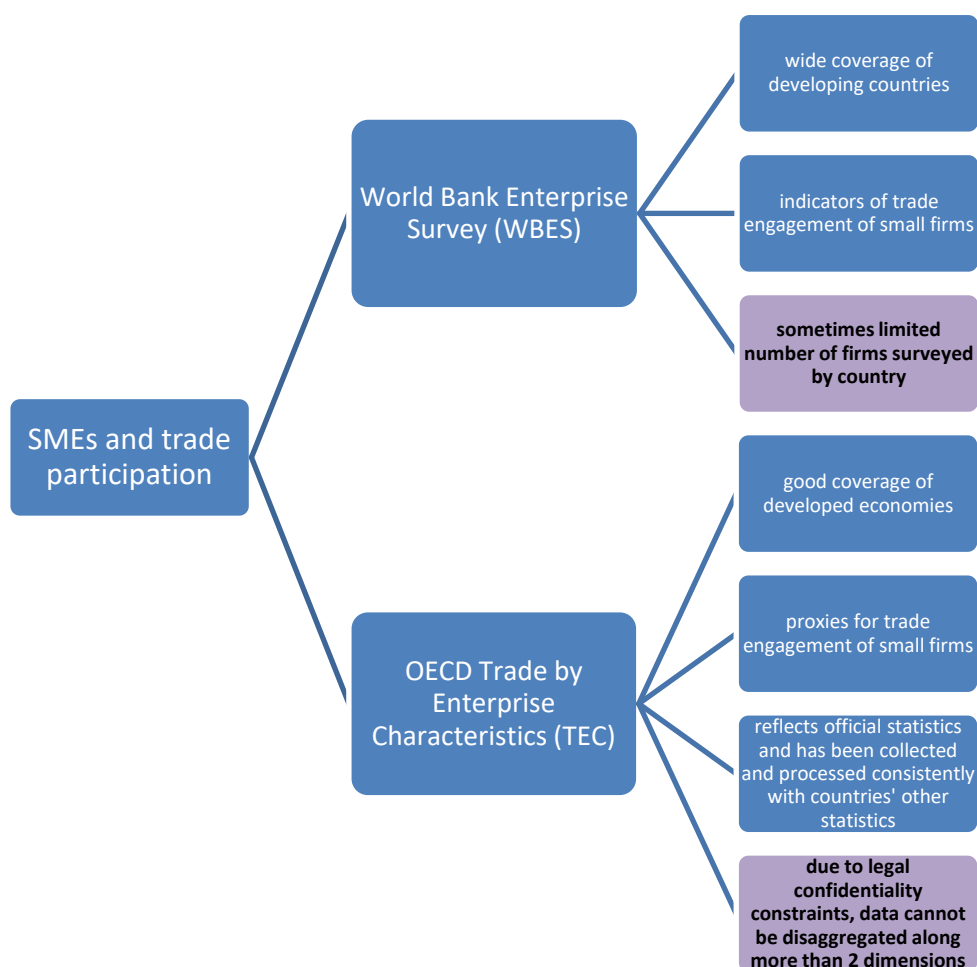 SMEs and trade
participation
World Bank Enterprise
Survey (WBES)
wide coverage of
developing countries
indicators of trade
engagement of small firms
sometimes limited
number of firms surveyed
by country
OECD Trade by
Enterprise
Characteristics (TEC)
good coverage of
developed economies
proxies for trade
engagement of small firms
reflects official statistics
and has been collected
and processed consistently
with countries' other
statistics
due to legal
confidentiality
constraints, data cannot
be disaggregated along
more than 2 dimensions